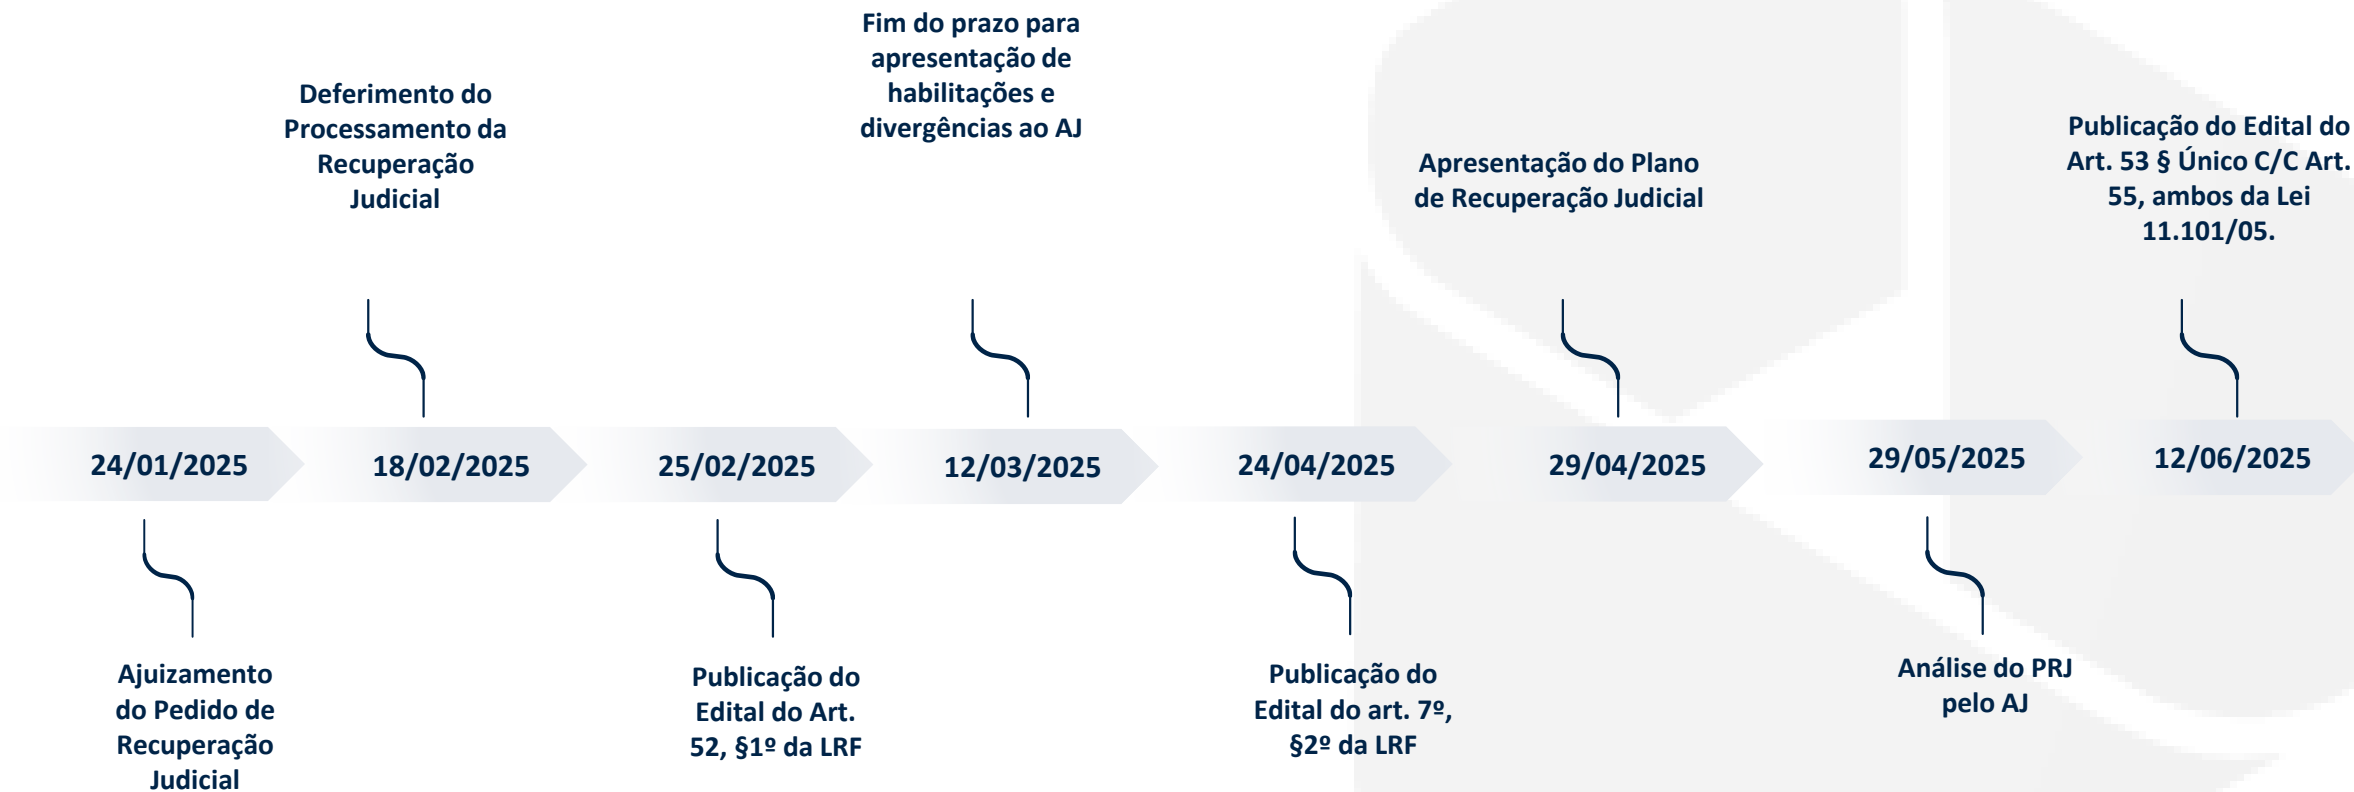 Fim do prazo para
apresentação de
habilitações e
divergências ao AJ
Deferimento do
Processamento da
Recuperação
Judicial
Apresentação do Plano
de Recuperação Judicial
Publicação do Edital do
Art. 53 § Único C/C Art.
55, ambos da Lei
11.101/05.
24/01/2025
18/02/2025
25/02/2025
12/03/2025
24/04/2025
29/04/2025
29/05/2025
12/06/2025
Ajuizamento
do Pedido de
Recuperação
Judicial
Publicação do
Edital do Art.
52, §1º da LRF
Publicação do
Edital do art. 7º,
§2º da LRF
Análise do PRJ
pelo AJ